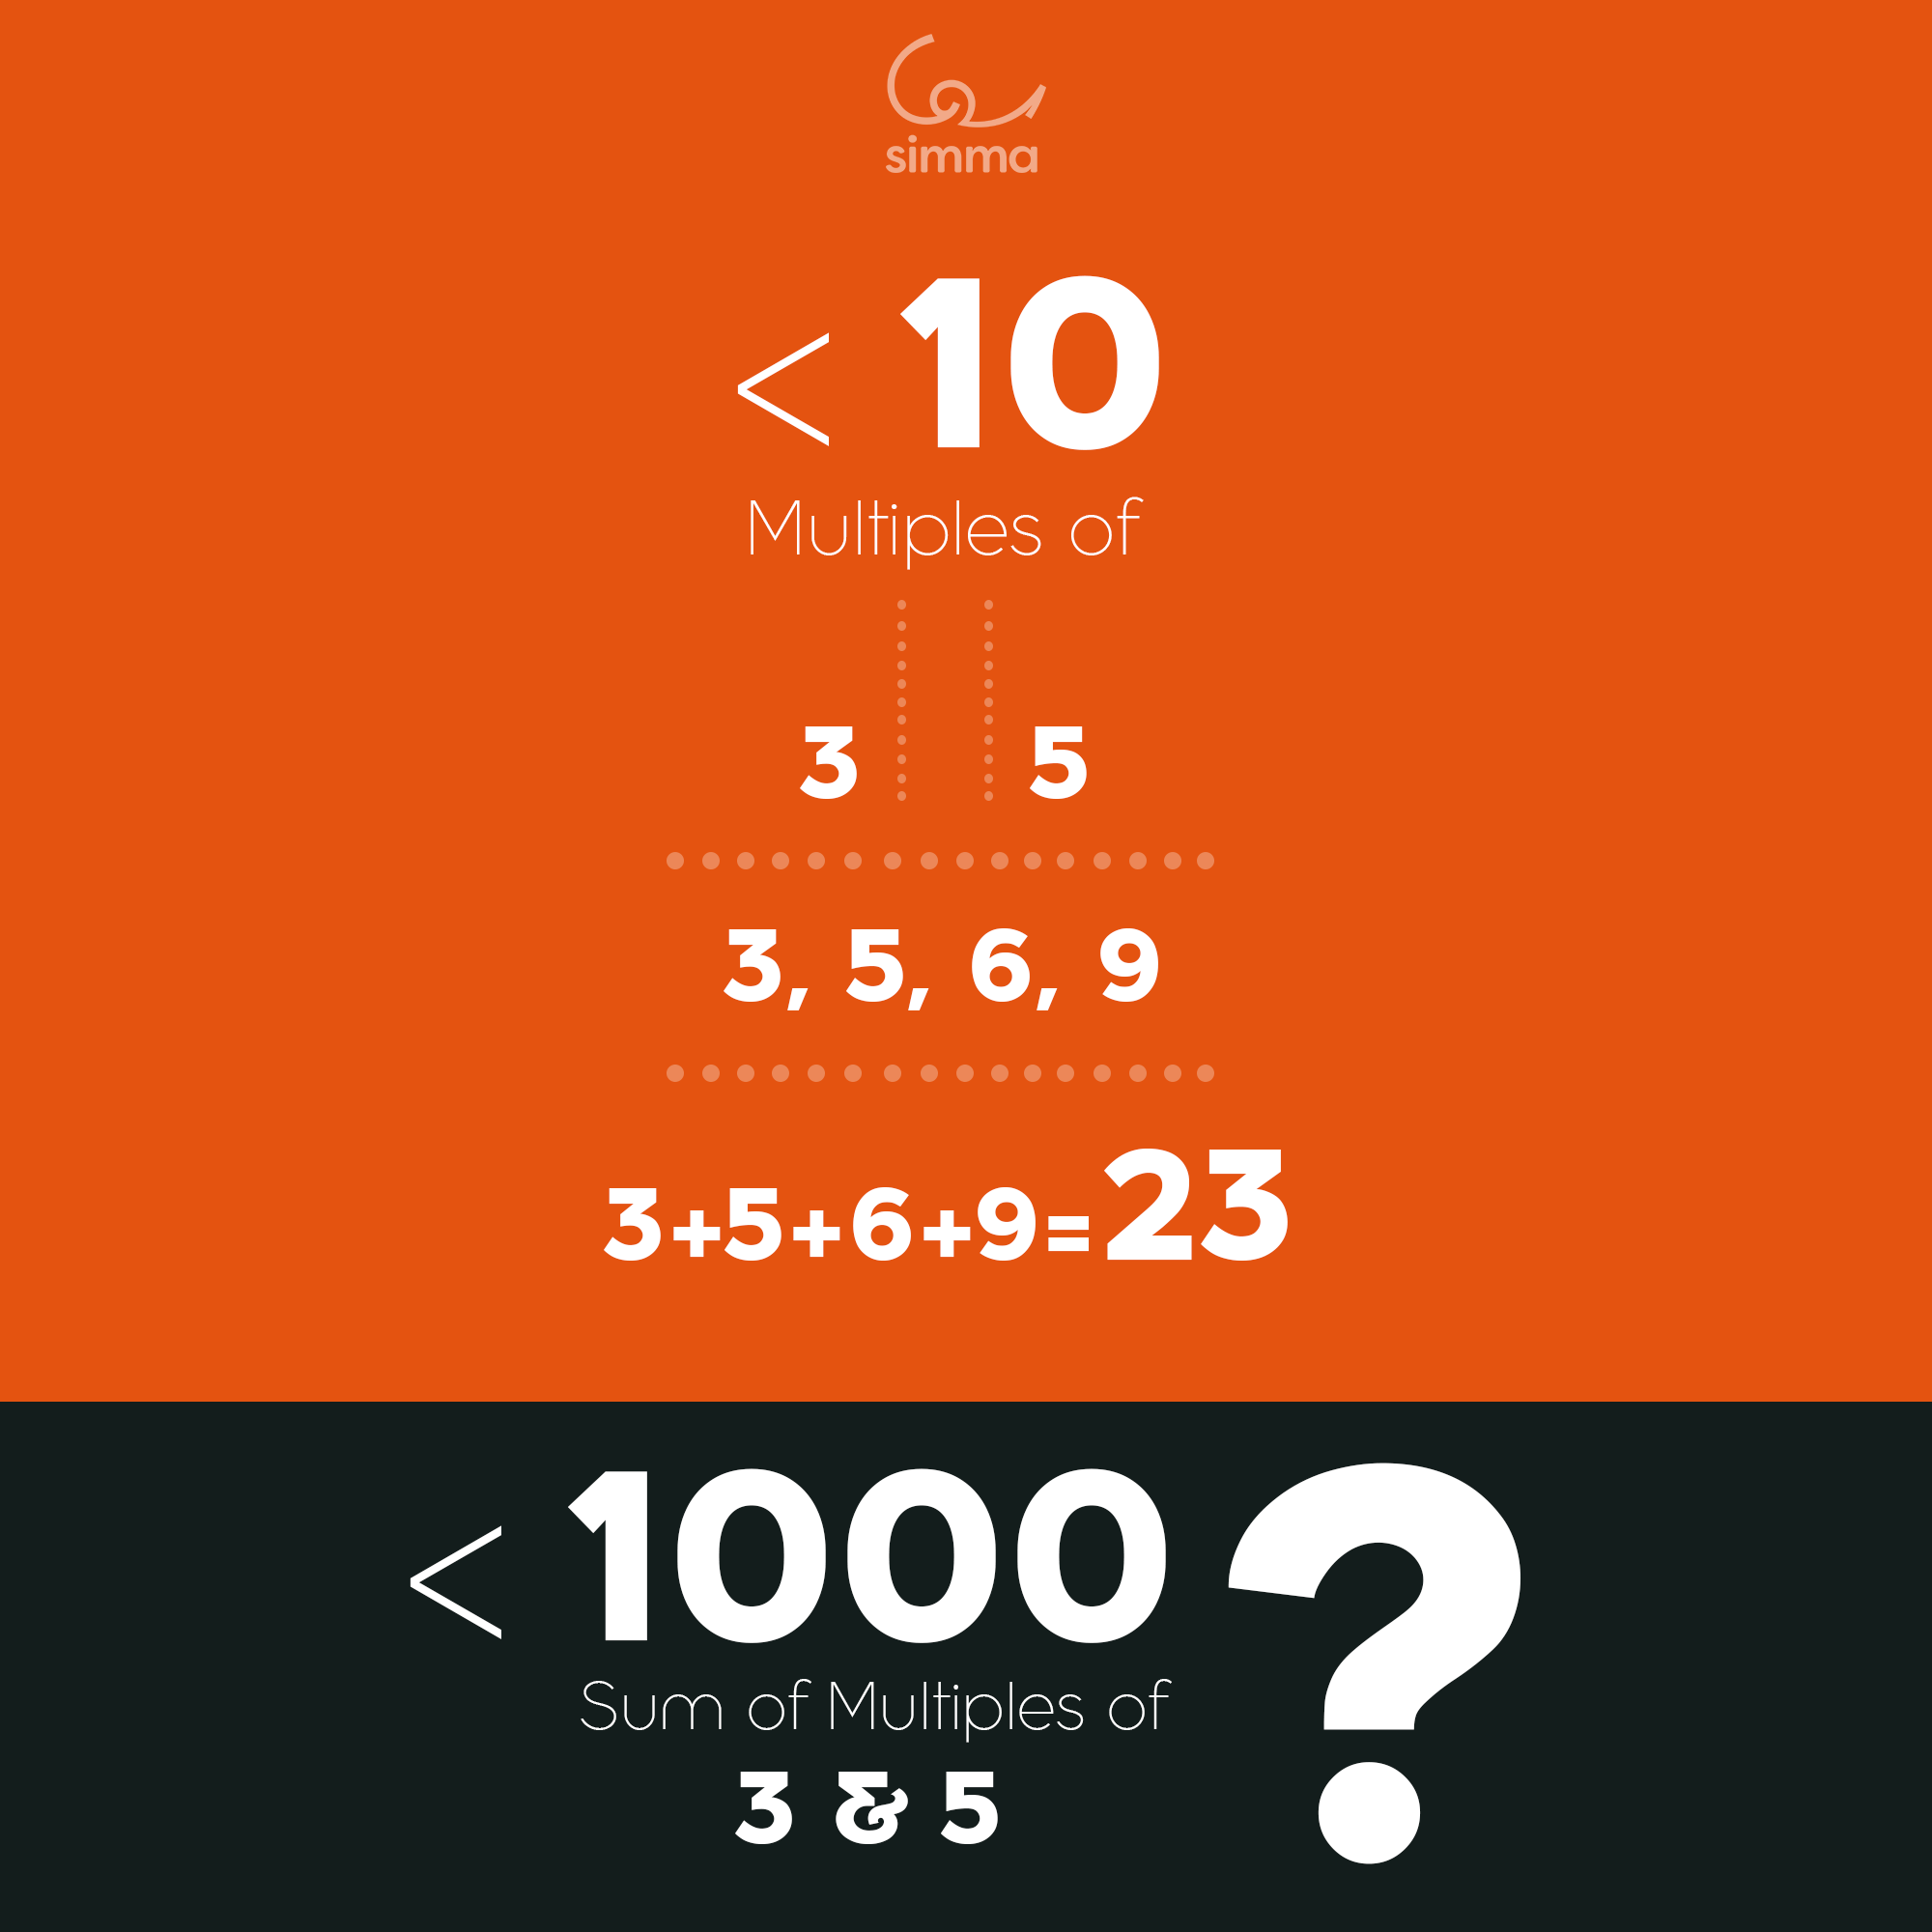 simma
< 10
Multiples of
3 5
3, 5, 6, 9
3+5+6+9=23
< 1000 ?
Sum of Multiples of
3 & 5